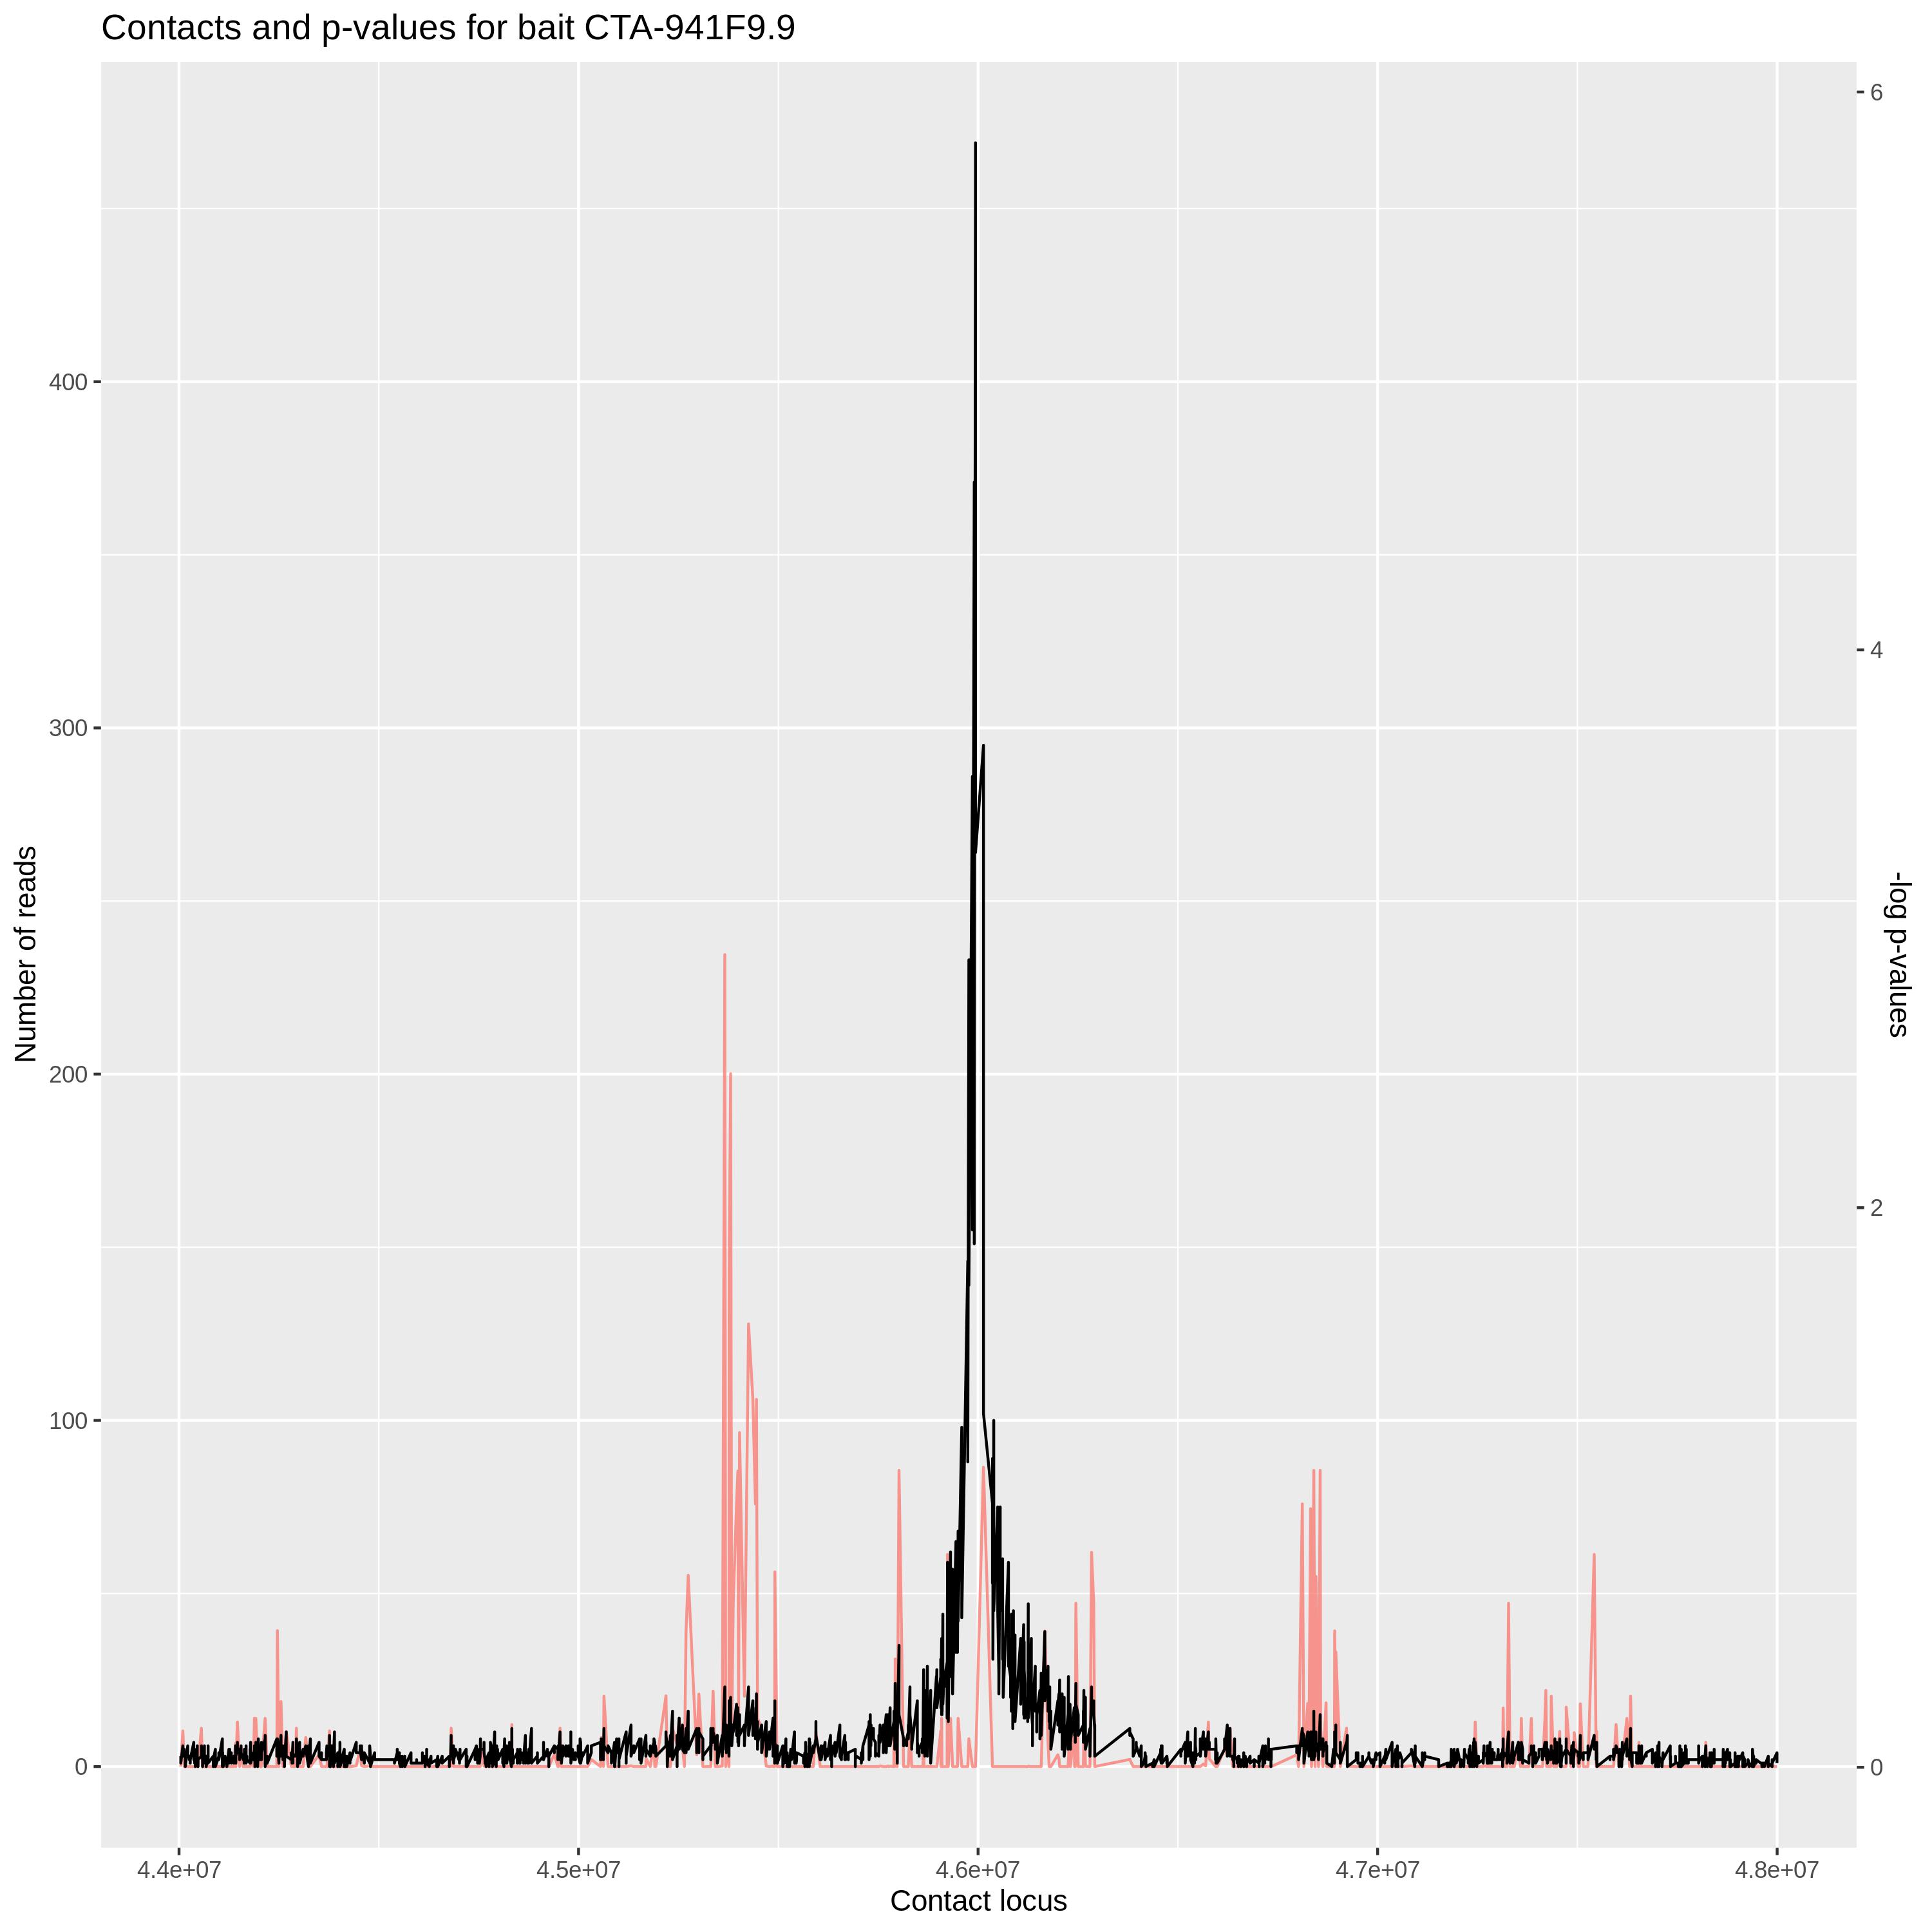 Contacts and p-values for bait CTA-941F9.9
6
400
4
300
Number of reads
-log p-values
200
2
100
0
0
4.4e+07
4.5e+07
4.6e+07
4.7e+07
4.8e+07
Contact locus